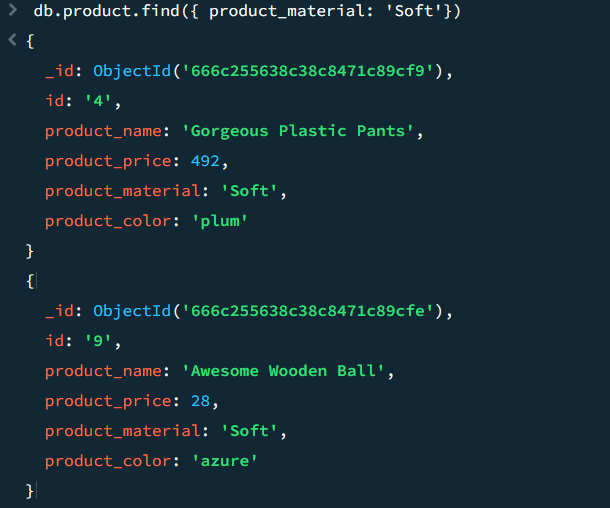 > db.product.find({ product_material: 'Soft'})
< {
_id: ObjectId('666c255638c38c8471c89cf9'),
id: '4',
product_name: 'Gorgeous Plastic Pants',
product_price: 492,
product_material: 'Soft',
product_color: 'plum'
}
{
_id: ObjectId('666c255638c38c8471c89cfe'),
id: '9',
product_name: 'Awesome Wooden Ball',
product_price: 28,
product_material: 'Soft',
product_color: 'azure'
}